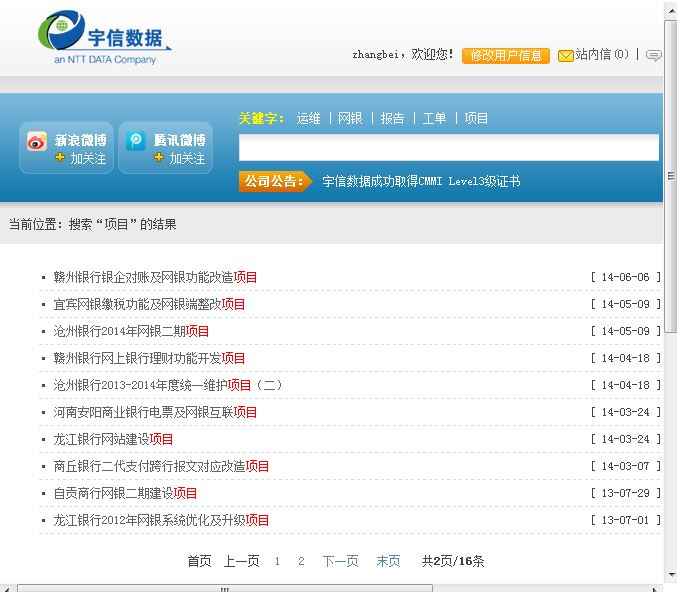 宇信数据
an NTT DATA Company
zhangbei，欢迎您！ 修改用户信息 站内信(0) |
关键字： 运维 | 网银 | 报告 | 工单 | 项目
新浪微博 腾讯微博
加关注 加关注
公司公告： 宇信数据成功取得CMMI Level3级证书
当前位置：搜索“项目”的结果
赣州银行银企对账及网银功能改造项目 [ 14-06-06 ]
宜宾网银缴税功能及网银端整改项目 [ 14-05-09 ]
沧州银行2014年网银二期项目 [ 14-05-09 ]
赣州银行网上银行理财功能开发项目 [ 14-04-18 ]
沧州银行2013-2014年度统一维护项目（二） [ 14-04-18 ]
河南安阳商业银行电票及网银互联项目 [ 14-03-24 ]
龙江银行网站建设项目 [ 14-03-24 ]
商丘银行二代支付跨行报文对应改造项目 [ 14-03-07 ]
自贡商行网银二期建设项目 [ 13-07-29 ]
龙江银行2012年网银系统优化及升级项目 [ 13-07-01 ]
首页 上一页 1 2 下一页 末页 共2页/16条